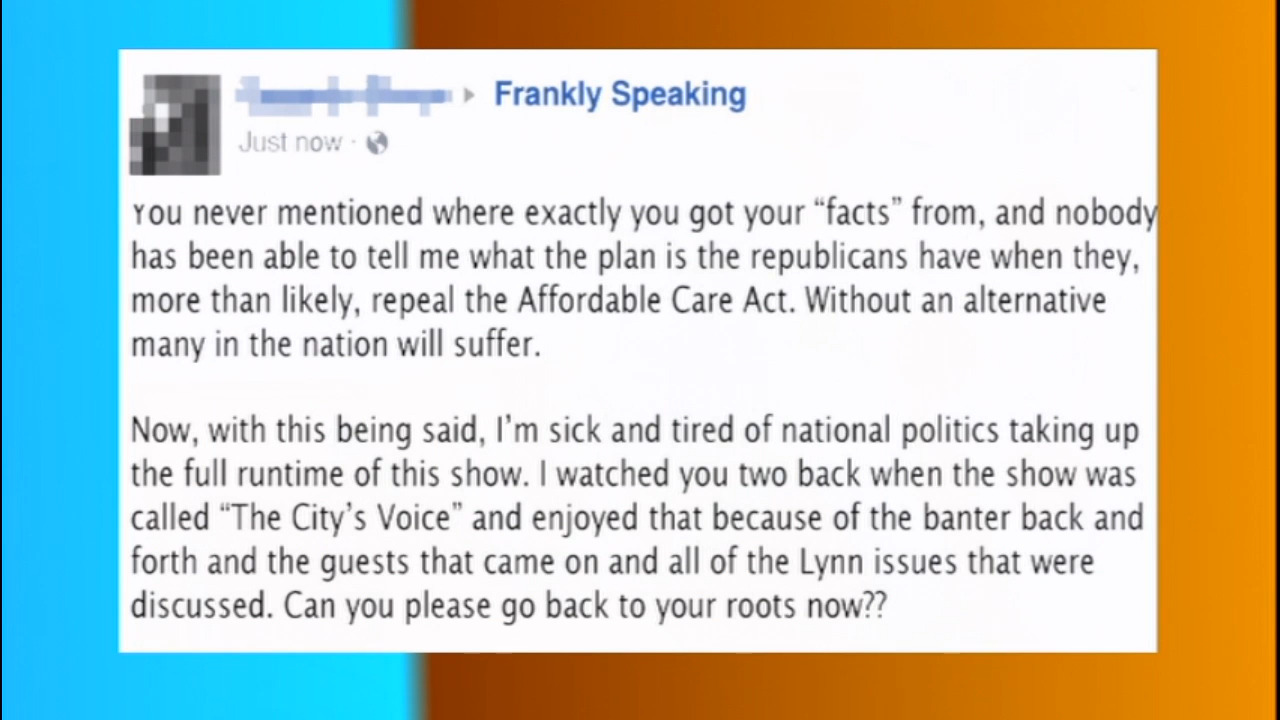 Frankly Speaking
Just now ·
You never mentioned where exactly you got your “facts” from, and nobody
has been able to tell me what the plan is the republicans have when they,
more than likely, repeal the Affordable Care Act. Without an alternative
many in the nation will suffer.
Now, with this being said, I’m sick and tired of national politics taking up
the full runtime of this show. I watched you two back when the show was
called “The City’s Voice” and enjoyed that because of the banter back and
forth and the guests that came on and all of the Lynn issues that were
discussed. Can you please go back to your roots now??